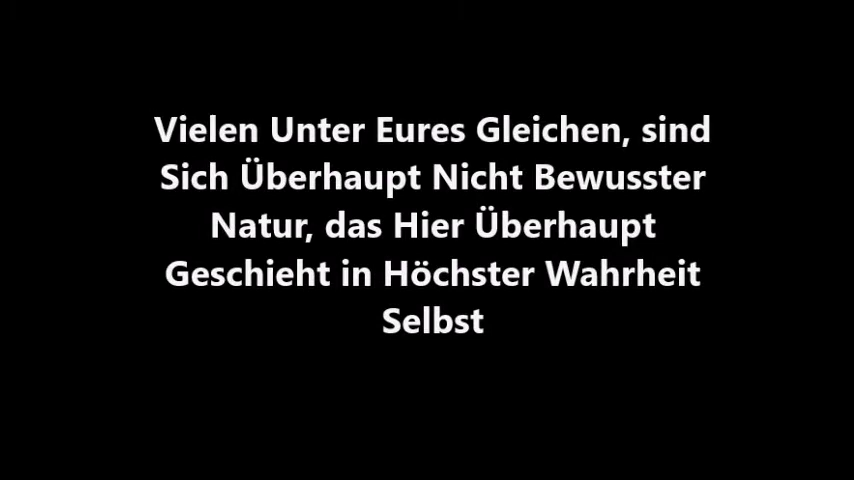 Vielen Unter Eures Gleichen, sind
Sich Überhaupt Nicht Bewusster
Natur, das Hier Überhaupt
Geschieht in Höchster Wahrheit
Selbst